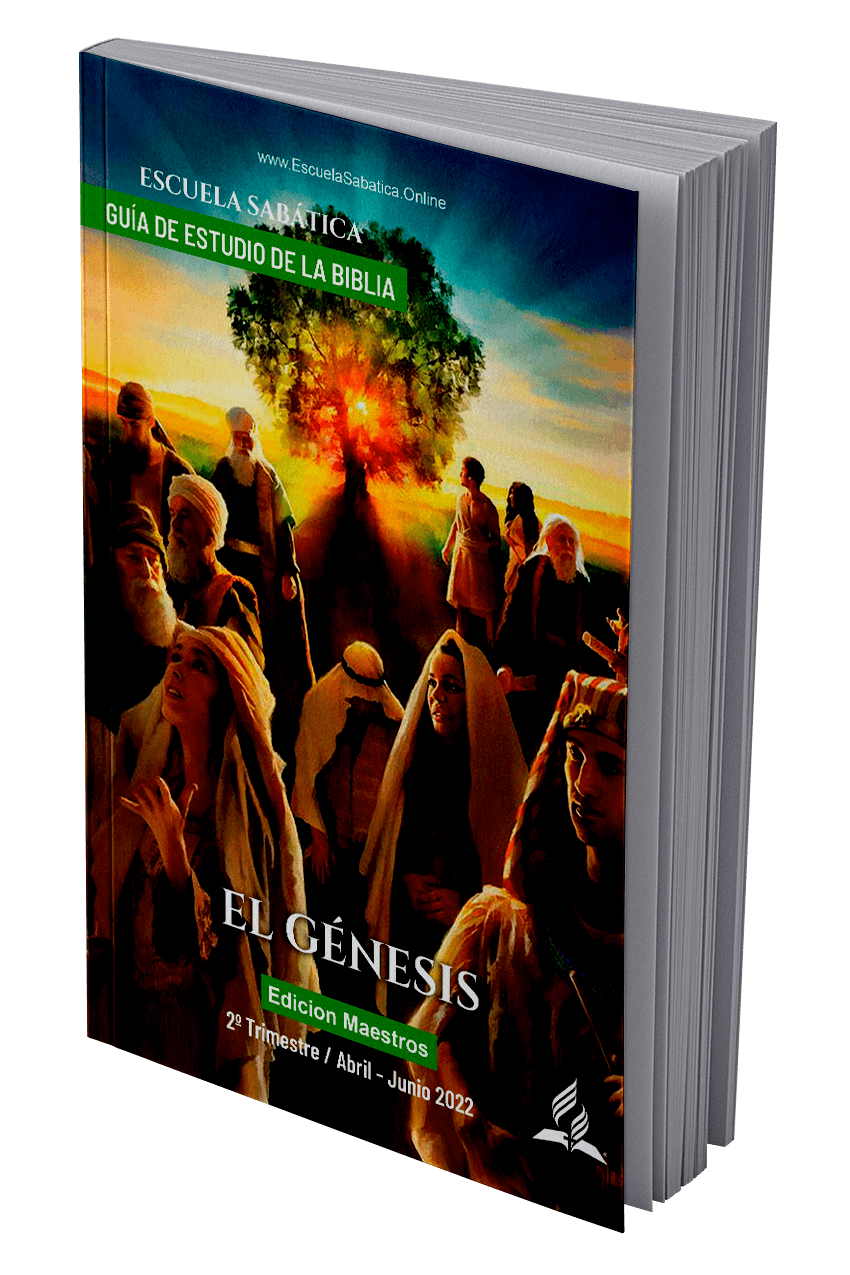 www.EscuelaSabatica.Online
ESCUELA SABÁTICA
GUÍA DE ESTUDIO DE LA BIBLIA
EL GÉNESIS
Edicion Maestros
2º Trimestre / Abril - Junio 2022